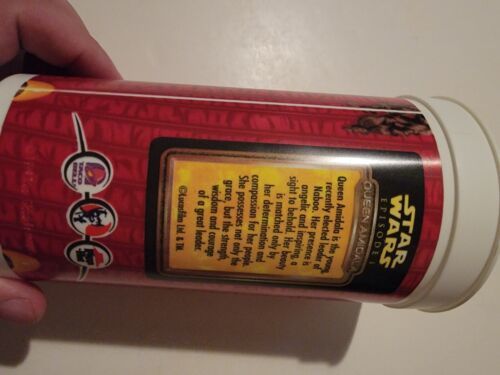 STAR
WARS
EPISODE I
QUEEN AMIDALA
Queen Amidala is the young,
recently elected leader of
Naboo. Her presence is
angelic and inspiring, a
sight to behold. Her beauty
is matched only by
her determination and
compassion for her people.
She possesses not only the
grace, but the strength,
wisdom and courage
of a great leader.
©Lucasfilm Ltd. & TM
TACO
BELL